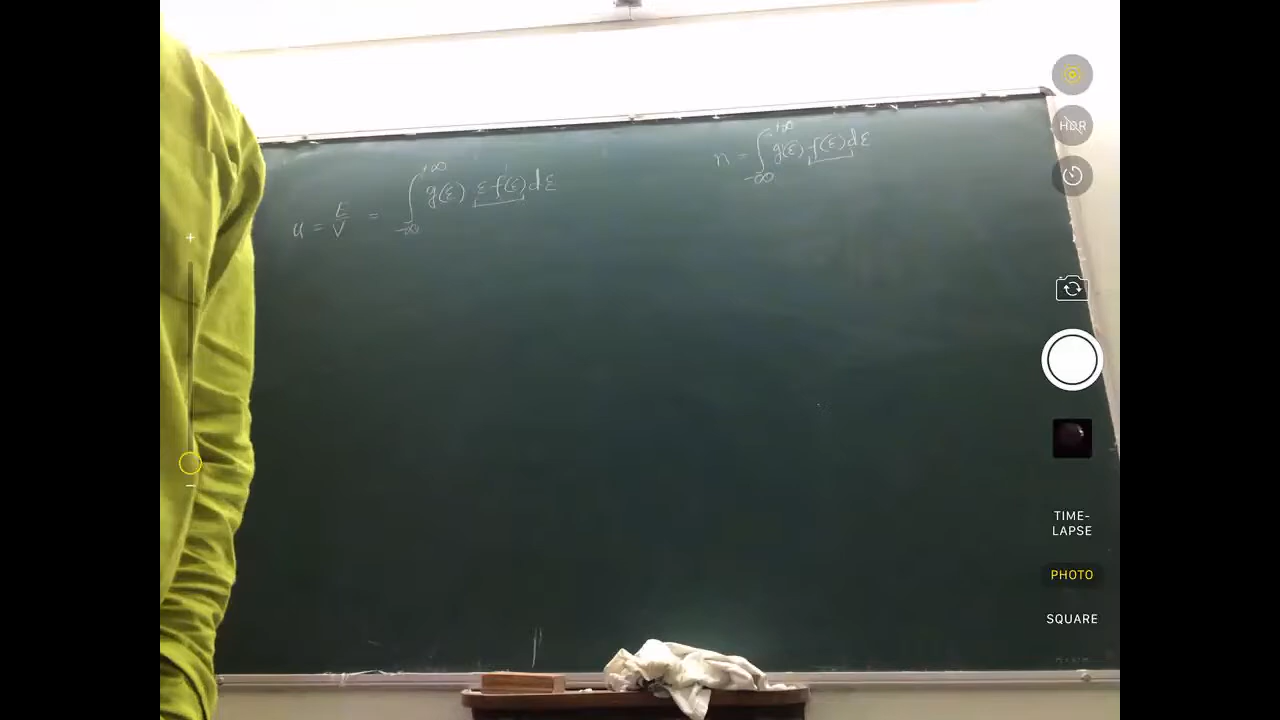 u = E/V = ∫_{-∞}^{+∞} g(ε) ε f(ε) dε
n = ∫_{-∞}^{+∞} g(ε) f(ε) dε
HDR
TIME-
LAPSE
PHOTO
SQUARE